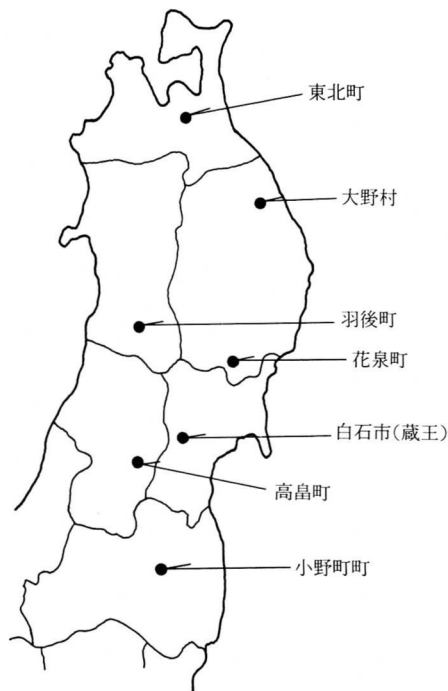 東北町
大野村
羽後町
花泉町
白石市(蔵王)
高畠町
小野町町